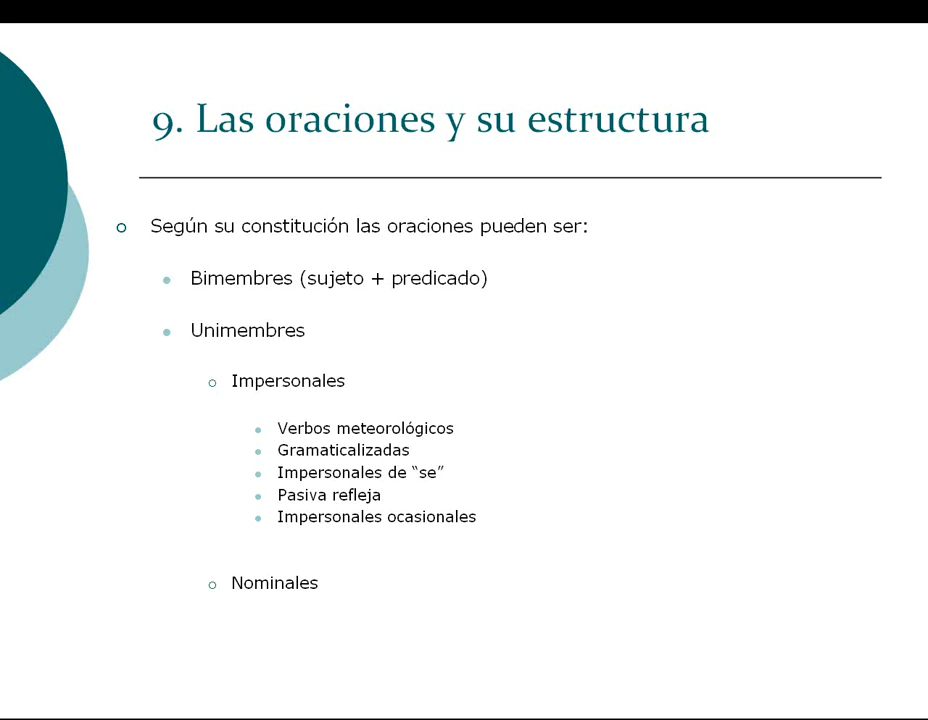 9. Las oraciones y su estructura
Según su constitución las oraciones pueden ser:
Bimembres (sujeto + predicado)
Unimembres
Impersonales
Verbos meteorológicos
Gramaticalizadas
Impersonales de “se”
Pasiva refleja
Impersonales ocasionales
Nominales